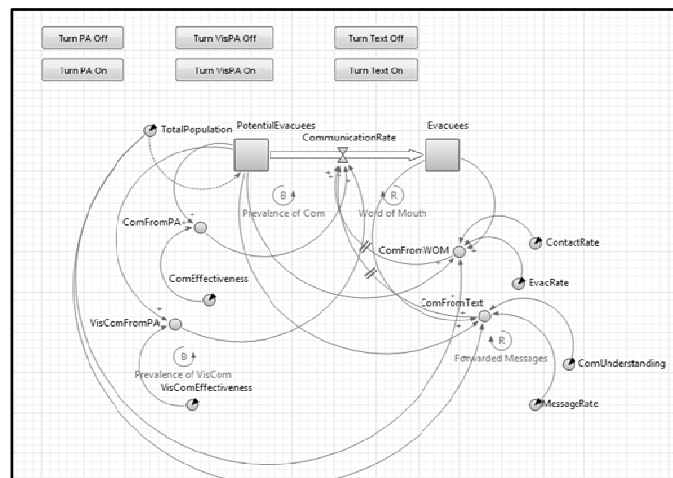 Turn PA Off Turn VisPA Off Turn Text Off
Turn PA On Turn VisPA On Turn Text On
TotalPopulation PotentialEvacuees CommunicationRate Evacuees
B R
Prevalence of Com Word of Mouth
ComFromPA
ComFromWOM ContactRate
ComEffectiveness EvacRate
ComFromText
VisComFromPA
B R
Prevalence of VisCom Forwarded Messages
VisComEffectiveness ComUnderstanding
MessageRate